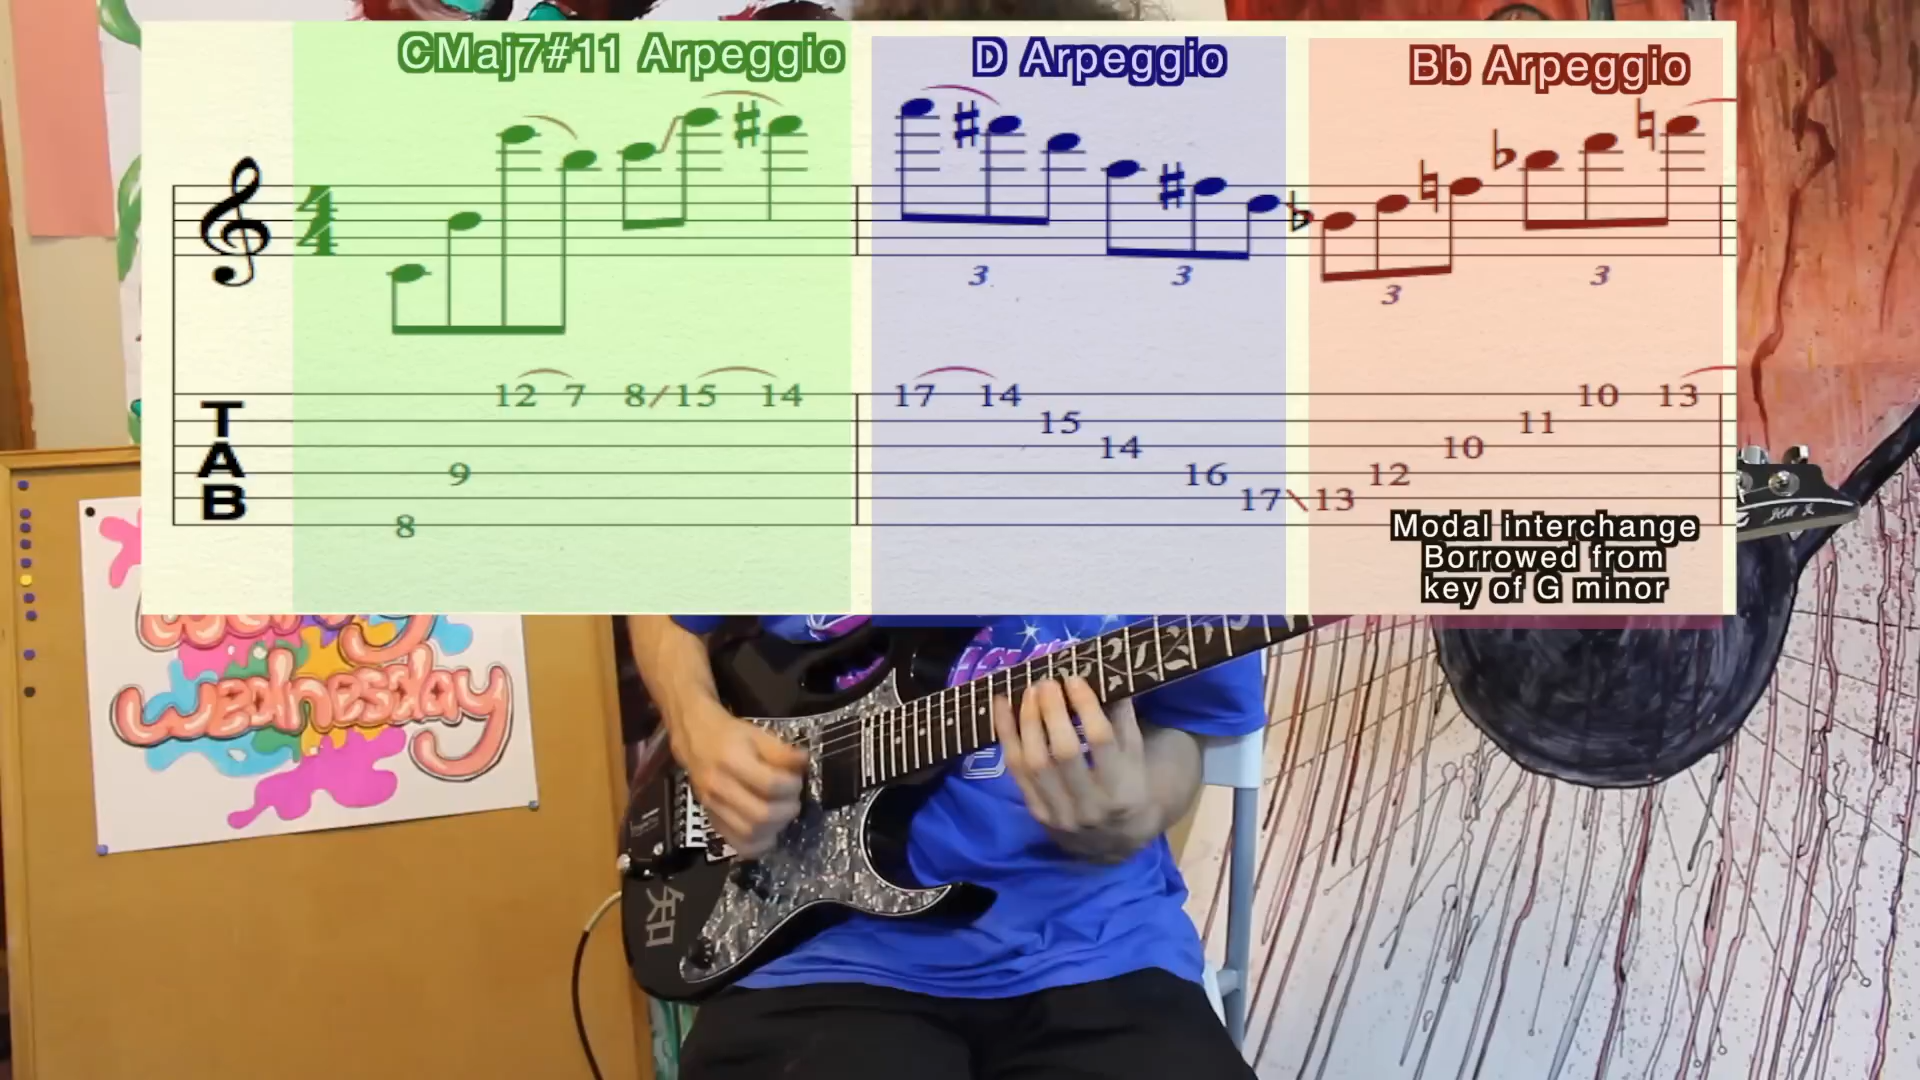 CMaj7#11 Arpeggio
D Arpeggio
Bb Arpeggio
4
4
3 3 3 3
12 7 8/15 14 17 14 10 13
15 11
14 10
9 16 12
17\13
8
T
A
B
Modal interchange
Borrowed from
key of G minor
wednesday
知